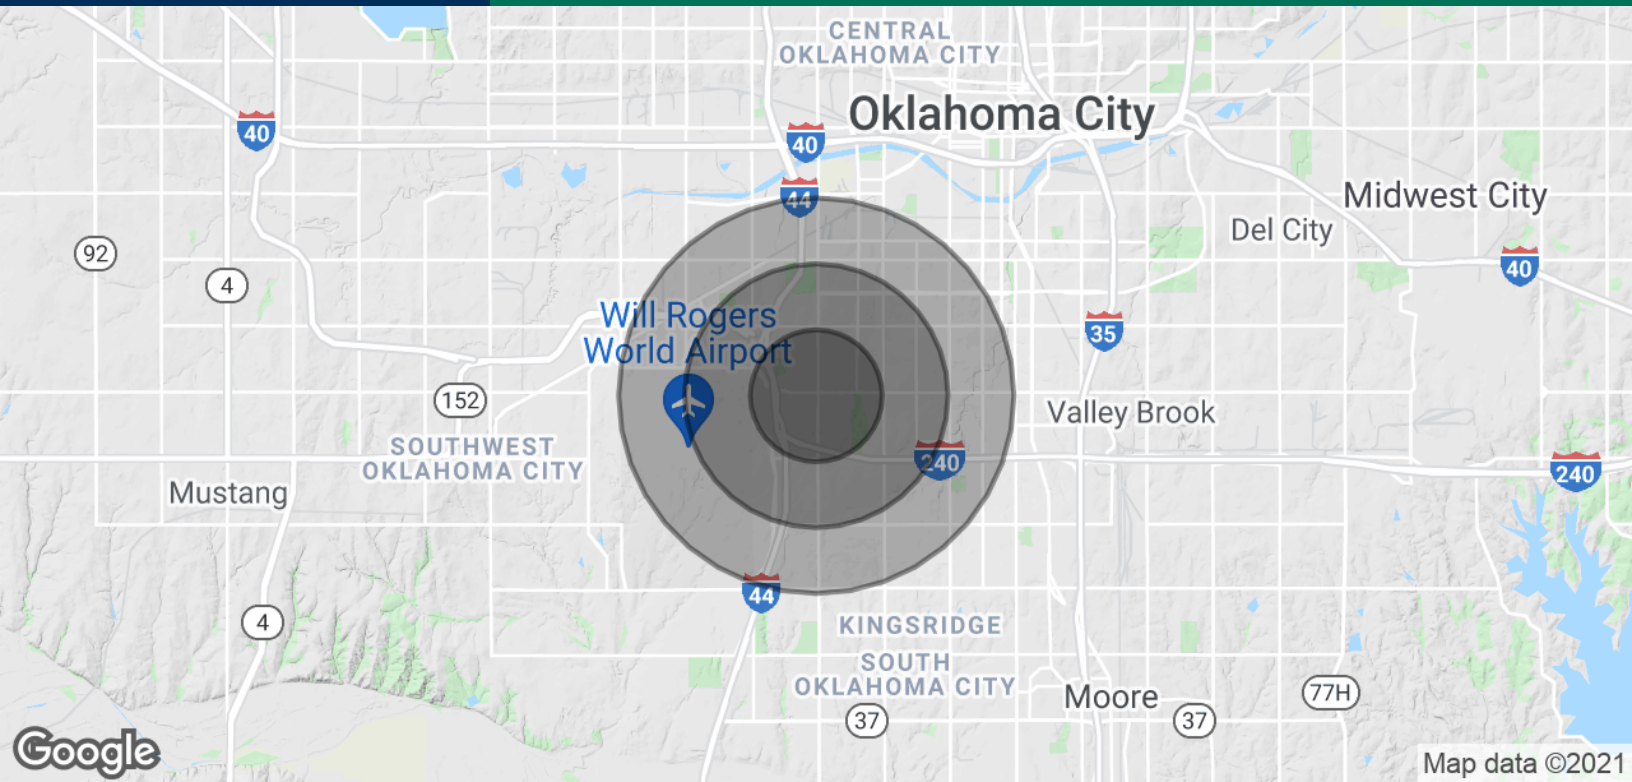 CENTRAL
OKLAHOMA CITY
Oklahoma City
40
40
44
Midwest City
Del City
92
4
40
Will Rogers
World Airport
35
152
Valley Brook
SOUTHWEST
OKLAHOMA CITY
240
240
Mustang
44
4
KINGSRIDGE
SOUTH
OKLAHOMA CITY
Moore
77H
37
37
Google
Map data ©2021